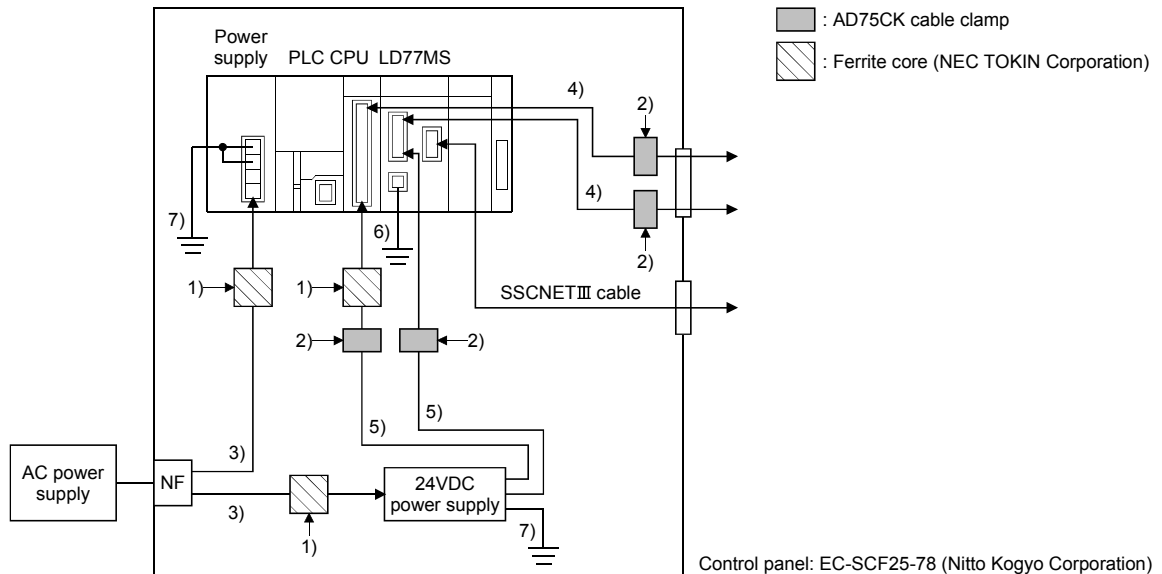 : AD75CK cable clamp
: Ferrite core (NEC TOKIN Corporation)
Power
supply
PLC CPU
LD77MS
4)
2)
4)
2)
7)
6)
1)
1)
SSCNETⅢ cable
2)
2)
5)
5)
3)
AC power
supply
NF
3)
1)
24VDC
power supply
7)
Control panel: EC-SCF25-78 (Nitto Kogyo Corporation)